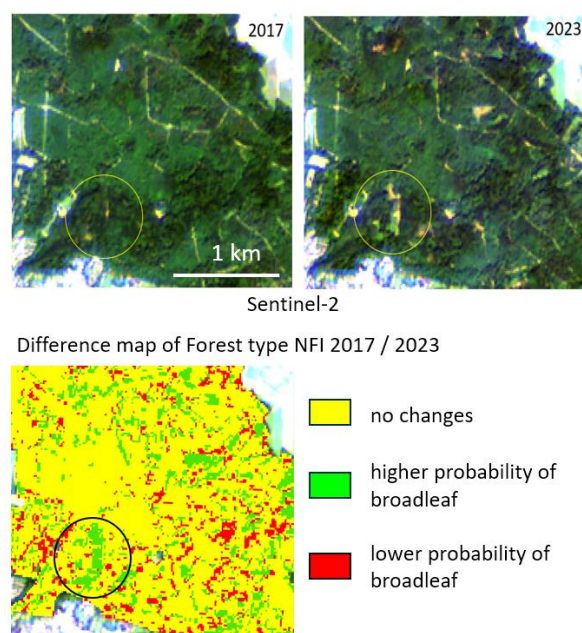 2017
2023
1 km
Sentinel-2
Difference map of Forest type NFI 2017 / 2023
no changes
higher probability of
broadleaf
lower probability of
broadleaf